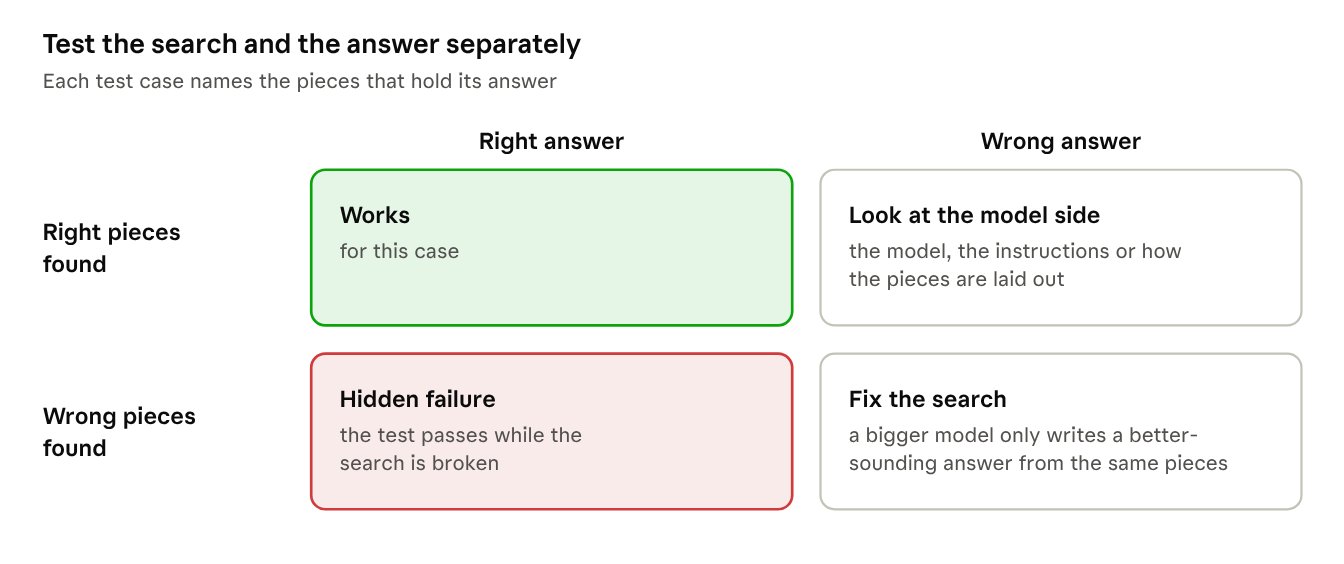 Test the search and the answer separately
Each test case names the pieces that hold its answer
Right answer
Wrong answer
Right pieces
found
Works
for this case
Look at the model side
the model, the instructions or how
the pieces are laid out
Wrong pieces
found
Hidden failure
the test passes while the
search is broken
Fix the search
a bigger model only writes a better-
sounding answer from the same pieces